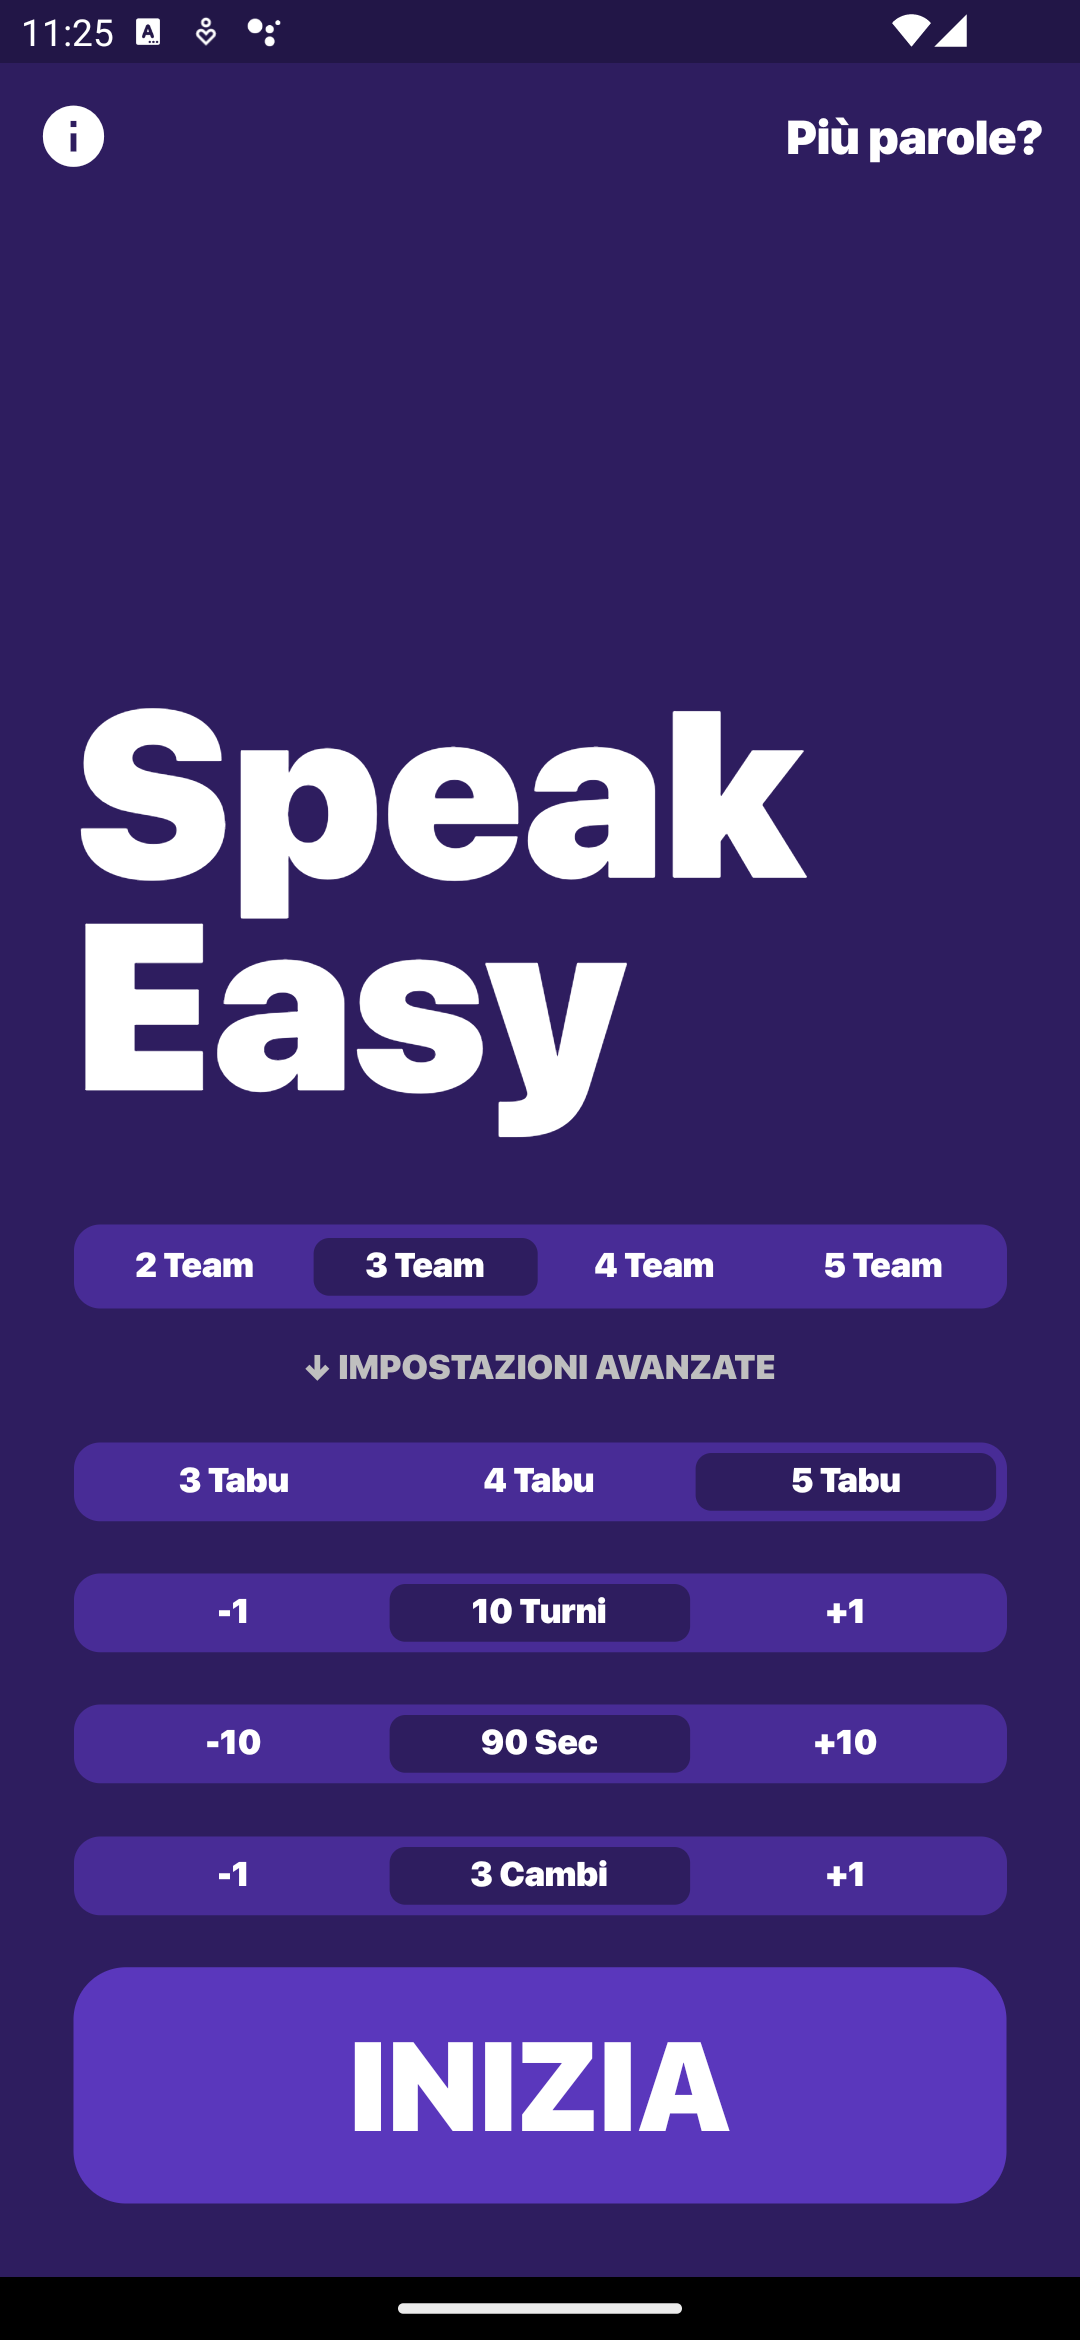 11:25
Più parole?
Speak
Easy
2 Team 3 Team 4 Team 5 Team
↓ IMPOSTAZIONI AVANZATE
3 Tabu 4 Tabu 5 Tabu
-1 10 Turni +1
-10 90 Sec +10
-1 3 Cambi +1
INIZIA